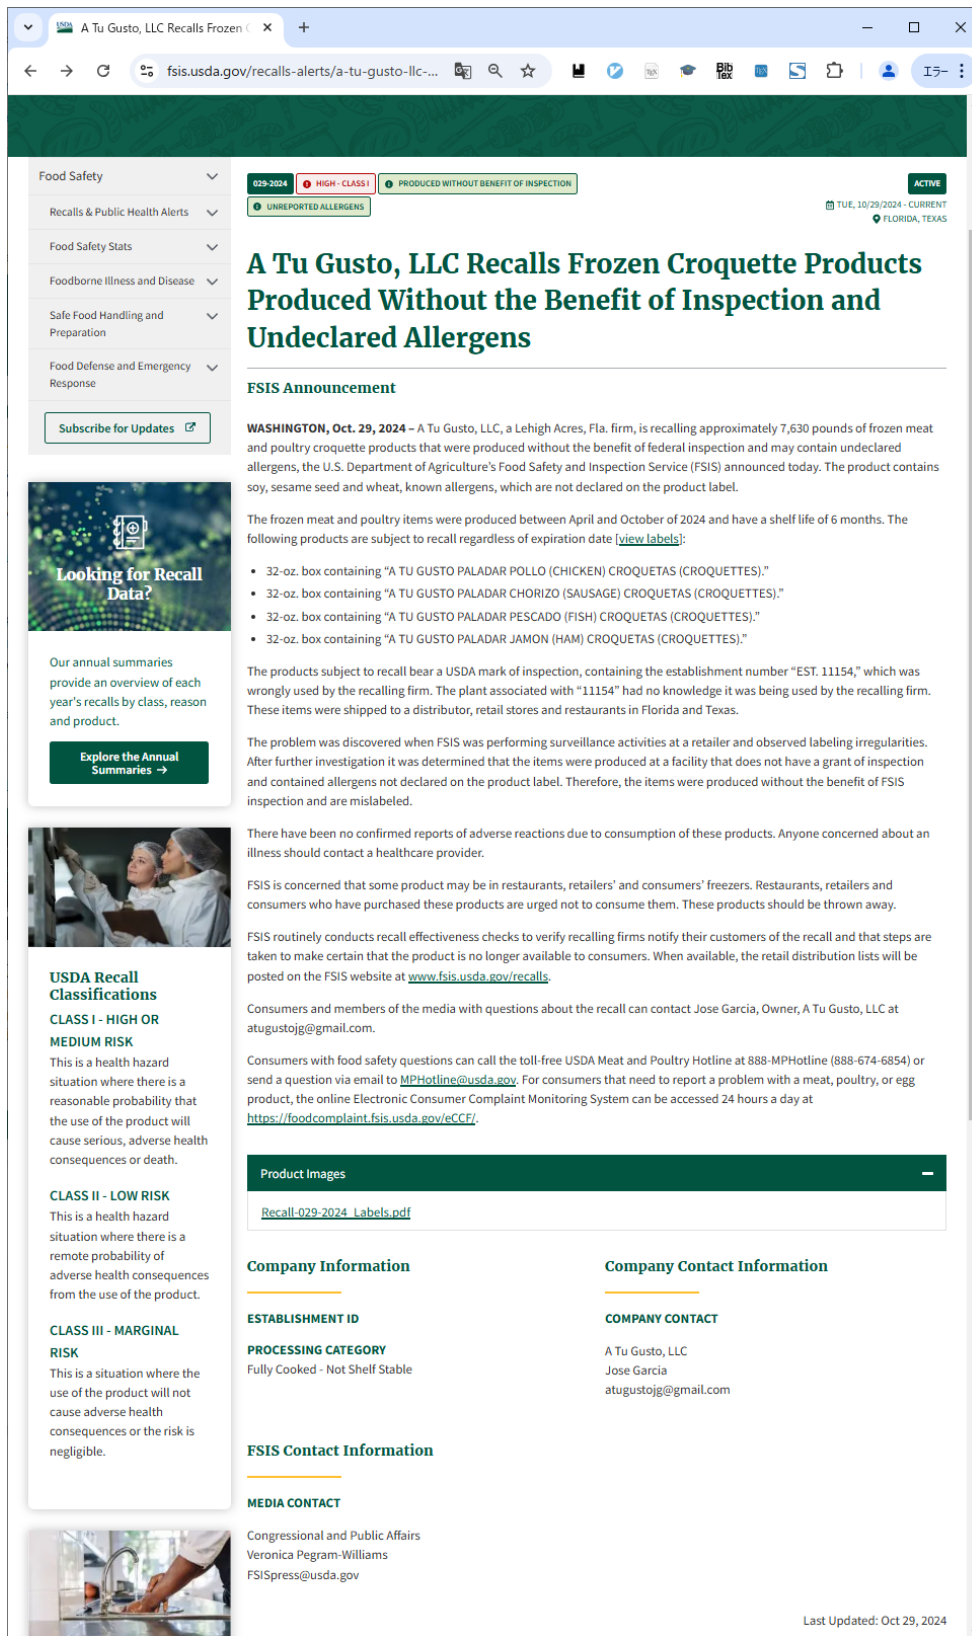 A Tu Gusto, LLC Recalls Frozen C
fsis.usda.gov/recalls-alerts/a-tu-gusto-llc-...
Bib
TeX
エラー
Food Safety
Recalls & Public Health Alerts
Food Safety Stats
Foodborne Illness and Disease
Safe Food Handling and
Preparation
Food Defense and Emergency
Response
Subscribe for Updates
Looking for Recall
Data?
Our annual summaries
provide an overview of each
year's recalls by class, reason
and product.
Explore the Annual
Summaries →
USDA Recall
Classifications
CLASS I - HIGH OR
MEDIUM RISK
This is a health hazard
situation where there is a
reasonable probability that
the use of the product will
cause serious, adverse health
consequences or death.
CLASS II - LOW RISK
This is a health hazard
situation where there is a
remote probability of
adverse health consequences
from the use of the product.
CLASS III - MARGINAL
RISK
This is a situation where the
use of the product will not
cause adverse health
consequences or the risk is
negligible.
029-2024 HIGH - CLASS I PRODUCED WITHOUT BENEFIT OF INSPECTION
UNREPORTED ALLERGENS
ACTIVE
TUE, 10/29/2024 - CURRENT
FLORIDA, TEXAS
A Tu Gusto, LLC Recalls Frozen Croquette Products
Produced Without the Benefit of Inspection and
Undeclared Allergens
FSIS Announcement
WASHINGTON, Oct. 29, 2024 – A Tu Gusto, LLC, a Lehigh Acres, Fla. firm, is recalling approximately 7,630 pounds of frozen meat
and poultry croquette products that were produced without the benefit of federal inspection and may contain undeclared
allergens, the U.S. Department of Agriculture’s Food Safety and Inspection Service (FSIS) announced today. The product contains
soy, sesame seed and wheat, known allergens, which are not declared on the product label.
The frozen meat and poultry items were produced between April and October of 2024 and have a shelf life of 6 months. The
following products are subject to recall regardless of expiration date [view labels]:
• 32-oz. box containing “A TU GUSTO PALADAR POLLO (CHICKEN) CROQUETAS (CROQUETTES).”
• 32-oz. box containing “A TU GUSTO PALADAR CHORIZO (SAUSAGE) CROQUETAS (CROQUETTES).”
• 32-oz. box containing “A TU GUSTO PALADAR PESCADO (FISH) CROQUETAS (CROQUETTES).”
• 32-oz. box containing “A TU GUSTO PALADAR JAMON (HAM) CROQUETAS (CROQUETTES).”
The products subject to recall bear a USDA mark of inspection, containing the establishment number “EST. 11154,” which was
wrongly used by the recalling firm. The plant associated with “11154” had no knowledge it was being used by the recalling firm.
These items were shipped to a distributor, retail stores and restaurants in Florida and Texas.
The problem was discovered when FSIS was performing surveillance activities at a retailer and observed labeling irregularities.
After further investigation it was determined that the items were produced at a facility that does not have a grant of inspection
and contained allergens not declared on the product label. Therefore, the items were produced without the benefit of FSIS
inspection and are mislabeled.
There have been no confirmed reports of adverse reactions due to consumption of these products. Anyone concerned about an
illness should contact a healthcare provider.
FSIS is concerned that some product may be in restaurants, retailers’ and consumers’ freezers. Restaurants, retailers and
consumers who have purchased these products are urged not to consume them. These products should be thrown away.
FSIS routinely conducts recall effectiveness checks to verify recalling firms notify their customers of the recall and that steps are
taken to make certain that the product is no longer available to consumers. When available, the retail distribution lists will be
posted on the FSIS website at www.fsis.usda.gov/recalls.
Consumers and members of the media with questions about the recall can contact Jose Garcia, Owner, A Tu Gusto, LLC at
atugustojg@gmail.com.
Consumers with food safety questions can call the toll-free USDA Meat and Poultry Hotline at 888-MPHotline (888-674-6854) or
send a question via email to MPHotline@usda.gov. For consumers that need to report a problem with a meat, poultry, or egg
product, the online Electronic Consumer Complaint Monitoring System can be accessed 24 hours a day at
https://foodcomplaint.fsis.usda.gov/eCCF/.
Product Images
Recall-029-2024_Labels.pdf
Company Information
ESTABLISHMENT ID
PROCESSING CATEGORY
Fully Cooked - Not Shelf Stable
Company Contact Information
COMPANY CONTACT
A Tu Gusto, LLC
Jose Garcia
atugustojg@gmail.com
FSIS Contact Information
MEDIA CONTACT
Congressional and Public Affairs
Veronica Pegram-Williams
FSISpress@usda.gov
Last Updated: Oct 29, 2024